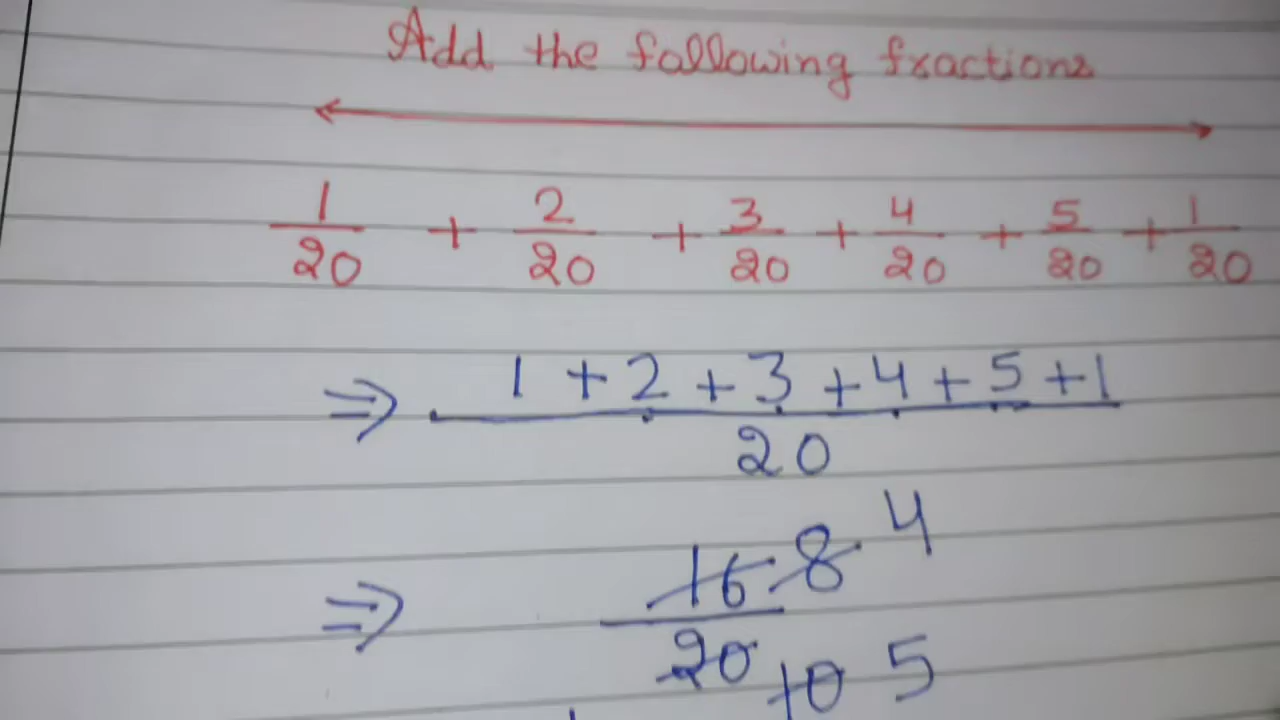 Add the following fractions
1/20 + 2/20 + 3/20 + 4/20 + 5/20 + 1/20
⇒ 1 + 2 + 3 + 4 + 5 + 1 / 20
⇒ 16 8 4 / 20 10 5